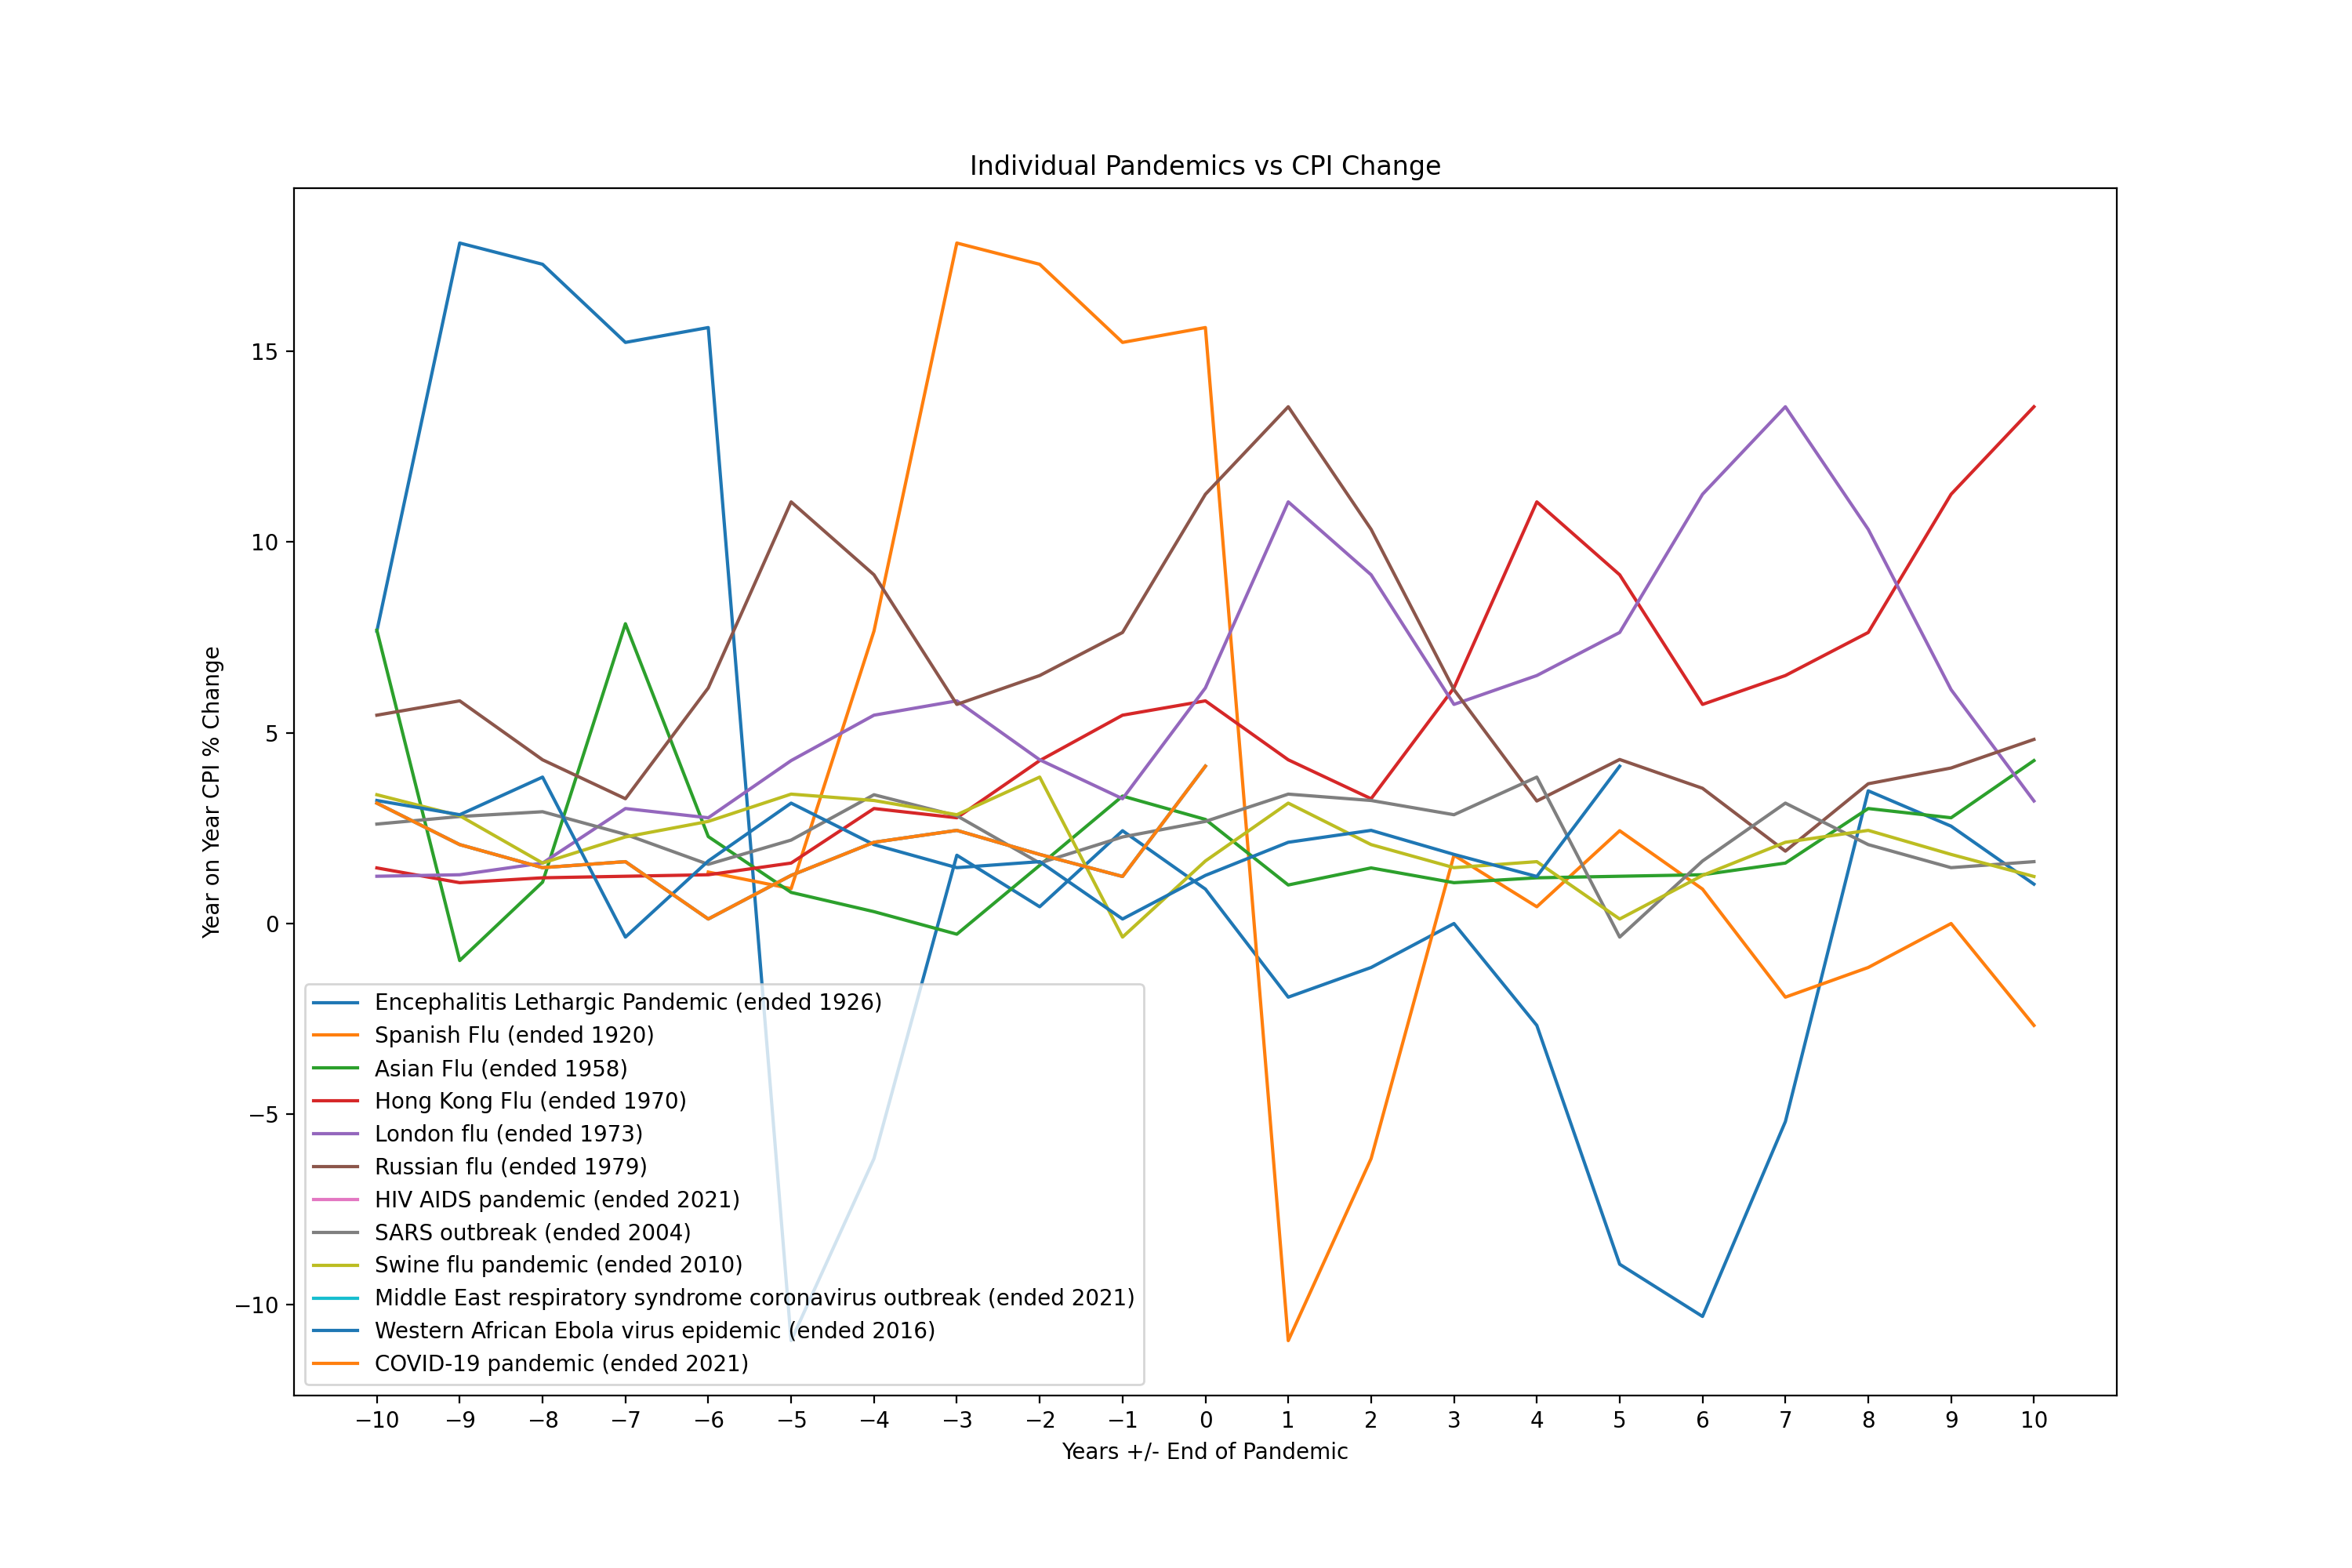 Individual Pandemics vs CPI Change
Year on Year CPI % Change
15
10
5
0
−5
−10
Encephalitis Lethargic Pandemic (ended 1926)
Spanish Flu (ended 1920)
Asian Flu (ended 1958)
Hong Kong Flu (ended 1970)
London flu (ended 1973)
Russian flu (ended 1979)
HIV AIDS pandemic (ended 2021)
SARS outbreak (ended 2004)
Swine flu pandemic (ended 2010)
Middle East respiratory syndrome coronavirus outbreak (ended 2021)
Western African Ebola virus epidemic (ended 2016)
COVID-19 pandemic (ended 2021)
−10 −9 −8 −7 −6 −5 −4 −3 −2 −1 0 1 2 3 4 5 6 7 8 9 10
Years +/- End of Pandemic